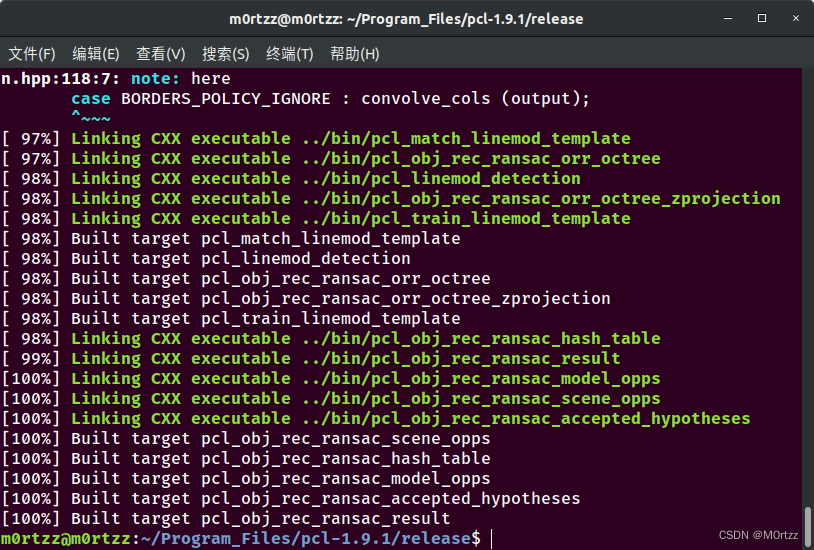 m0rtzz@m0rtzz: ~/Program_Files/pcl-1.9.1/release
文件(F) 编辑(E) 查看(V) 搜索(S) 终端(T) 帮助(H)
n.hpp:118:7: note: here
case BORDERS_POLICY_IGNORE : convolve_cols (output);
^~~~
[ 97%] Linking CXX executable ../bin/pcl_match_linemod_template
[ 97%] Linking CXX executable ../bin/pcl_obj_rec_ransac_orr_octree
[ 98%] Linking CXX executable ../bin/pcl_linemod_detection
[ 98%] Linking CXX executable ../bin/pcl_obj_rec_ransac_orr_octree_zprojection
[ 98%] Linking CXX executable ../bin/pcl_train_linemod_template
[ 98%] Built target pcl_match_linemod_template
[ 98%] Built target pcl_linemod_detection
[ 98%] Built target pcl_obj_rec_ransac_orr_octree
[ 98%] Built target pcl_obj_rec_ransac_orr_octree_zprojection
[ 98%] Built target pcl_train_linemod_template
[ 98%] Linking CXX executable ../bin/pcl_obj_rec_ransac_hash_table
[ 99%] Linking CXX executable ../bin/pcl_obj_rec_ransac_result
[100%] Linking CXX executable ../bin/pcl_obj_rec_ransac_model_opps
[100%] Linking CXX executable ../bin/pcl_obj_rec_ransac_scene_opps
[100%] Linking CXX executable ../bin/pcl_obj_rec_ransac_accepted_hypotheses
[100%] Built target pcl_obj_rec_ransac_scene_opps
[100%] Built target pcl_obj_rec_ransac_hash_table
[100%] Built target pcl_obj_rec_ransac_model_opps
[100%] Built target pcl_obj_rec_ransac_accepted_hypotheses
[100%] Built target pcl_obj_rec_ransac_result
m0rtzz@m0rtzz:~/Program_Files/pcl-1.9.1/release$
CSDN @M0rtzz